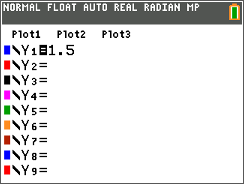 NORMAL FLOAT AUTO REAL RADIAN MP
Plot1 Plot2 Plot3
\Y₁=1.5
\Y₂=
\Y₃=
\Y₄=
\Y₅=
\Y₆=
\Y₇=
\Y₈=
\Y₉=